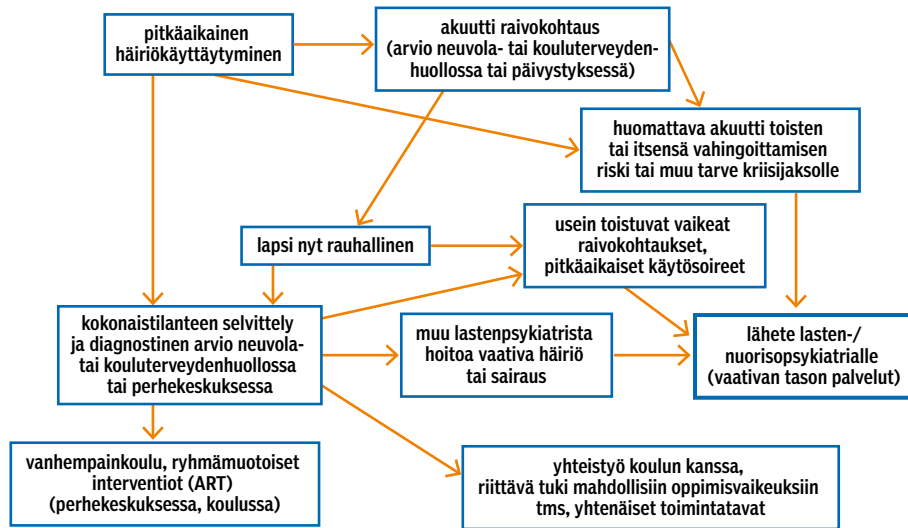 pitkäaikainen
häiriökäyttäytyminen
akuutti raivokohtaus
(arvio neuvola- tai kouluterveyden-
huollossa tai päivystyksessä)
huomattava akuutti toisten
tai itsensä vahingoittamisen
riski tai muu tarve kriisijaksolle
lapsi nyt rauhallinen
usein toistuvat vaikeat
raivokohtaukset,
pitkäaikaiset käytösoireet
kokonaistilanteen selvittely
ja diagnostinen arvio neuvola-
tai kouluterveydenhuollossa
tai perhekeskuksessa
muu lastenpsykiatrista
hoitoa vaativa häiriö
tai sairaus
lähete lasten-/
nuorisopsykiatrialle
(vaativan tason palvelut)
vanhempainkoulu, ryhmämuotoiset
interventiot (ART)
(perhekeskuksessa, koulussa)
yhteistyö koulun kanssa,
riittävä tuki mahdollisiin oppimisvaikeuksiin
tms, yhtenäiset toimintatavat